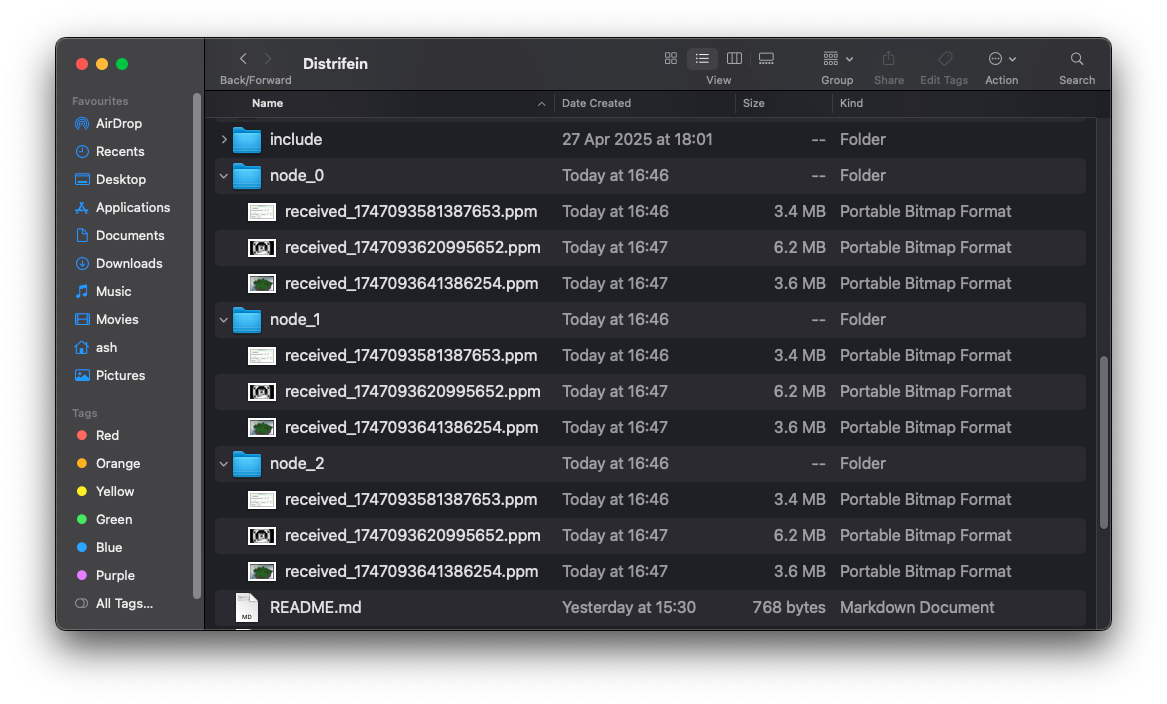 Distrifein
Back/Forward
View
Group
Share
Edit Tags
Action
Search
Favourites
AirDrop
Recents
Desktop
Applications
Documents
Downloads
Music
Movies
ash
Pictures
Tags
Red
Orange
Yellow
Green
Blue
Purple
All Tags...
Name Date Created Size Kind
include 27 Apr 2025 at 18:01 -- Folder
node_0 Today at 16:46 -- Folder
received_1747093581387653.ppm Today at 16:46 3.4 MB Portable Bitmap Format
received_1747093620995652.ppm Today at 16:47 6.2 MB Portable Bitmap Format
received_1747093641386254.ppm Today at 16:47 3.6 MB Portable Bitmap Format
node_1 Today at 16:46 -- Folder
received_1747093581387653.ppm Today at 16:46 3.4 MB Portable Bitmap Format
received_1747093620995652.ppm Today at 16:47 6.2 MB Portable Bitmap Format
received_1747093641386254.ppm Today at 16:47 3.6 MB Portable Bitmap Format
node_2 Today at 16:46 -- Folder
received_1747093581387653.ppm Today at 16:46 3.4 MB Portable Bitmap Format
received_1747093620995652.ppm Today at 16:47 6.2 MB Portable Bitmap Format
received_1747093641386254.ppm Today at 16:47 3.6 MB Portable Bitmap Format
MD README.md Yesterday at 15:30 768 bytes Markdown Document